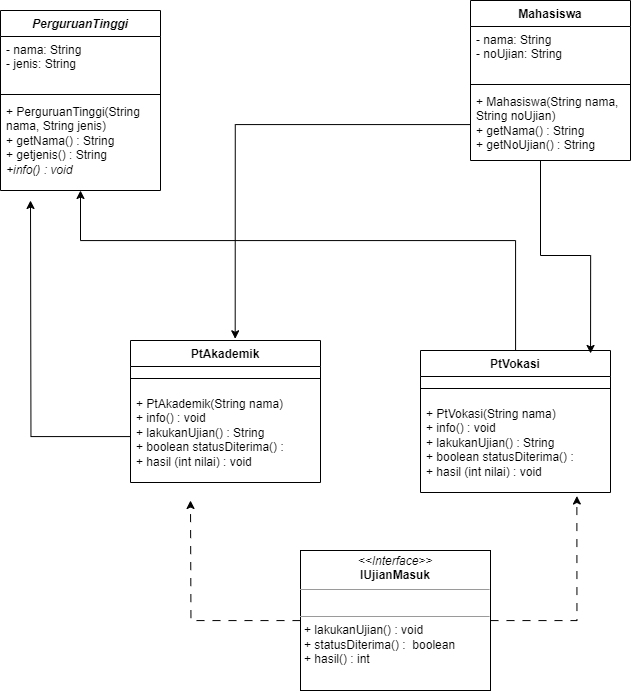 PerguruanTinggi
- nama: String
- jenis: String
+ PerguruanTinggi(String
nama, String jenis)
+ getNama() : String
+ getjenis() : String
+info() : void
Mahasiswa
- nama: String
- noUjian: String
+ Mahasiswa(String nama,
String noUjian)
+ getNama() : String
+ getNoUjian() : String
PtAkademik
+ PtAkademik(String nama)
+ info() : void
+ lakukanUjian() : String
+ boolean statusDiterima() :
+ hasil (int nilai) : void
PtVokasi
+ PtVokasi(String nama)
+ info() : void
+ lakukanUjian() : String
+ boolean statusDiterima() :
+ hasil (int nilai) : void
<<Interface>>
IUjianMasuk
+ lakukanUjian() : void
+ statusDiterima() : boolean
+ hasil() : int